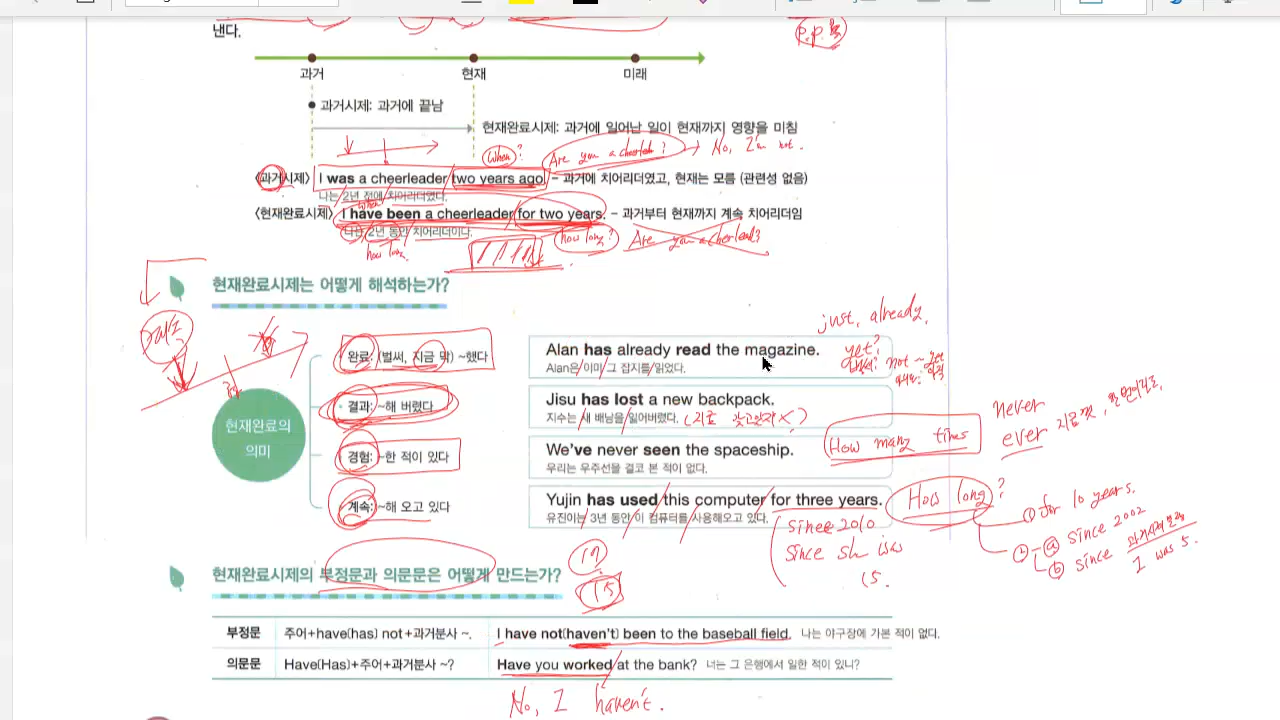 낸다.
p.p.
과거 현재 미래
과거시제: 과거에 끝남
현재완료시제: 과거에 일어난 일이 현재까지 영향을 미침
When? Are you a cheerlead? → No, I'm not.
<과거시제> I was a cheerleader two years ago. – 과거에 치어리더였고, 현재는 모름 (관련성 없음)
나는 2년 전에 치어리더였다.
when
<현재완료시제> I have been a cheerleader for two years. – 과거부터 현재까지 계속 치어리더임
나는 2년 동안 치어리더이다.
how long? Are you a cheerlead?
how long
현재완료시제는 어떻게 해석하는가?
just, already,
현재완료의 의미
완료: (벌써, 지금 막) ~했다
Alan has already read the magazine.
Alan은 이미 그 잡지를 읽었다.
yet?
not ~ yet
결과: ~해 버렸다
Jisu has lost a new backpack.
지수는 새 배낭을 잃어버렸다.
never
ever
How many times
경험: ~한 적이 있다
We've never seen the spaceship.
우리는 우주선을 결코 본 적이 없다.
계속: ~해 오고 있다
Yujin has used this computer for three years.
유진이는 3년 동안 이 컴퓨터를 사용해오고 있다.
How long?
① for 10 years.
② ⓐ since 2002
ⓑ since I was 5.
since 2010
since sh is
15.
17
15
현재완료시제의 부정문과 의문문은 어떻게 만드는가?
부정문 주어+have(has) not+과거분사 ~. I have not(haven't) been to the baseball field. 나는 야구장에 가본 적이 없다.
의문문 Have(Has)+주어+과거분사 ~? Have you worked at the bank? 너는 그 은행에서 일한 적이 있니?
No, I haven't.